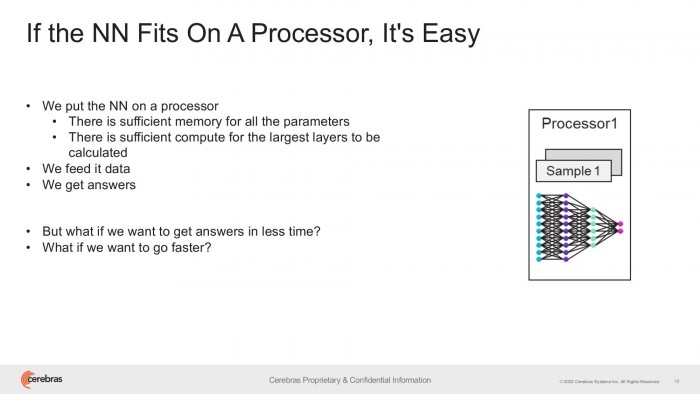 If the NN Fits On A Processor, It's Easy
• We put the NN on a processor
• There is sufficient memory for all the parameters
• There is sufficient compute for the largest layers to be
calculated
• We feed it data
• We get answers
• But what if we want to get answers in less time?
• What if we want to go faster?
Processor1
Sample 1
cerebras
Cerebras Proprietary & Confidential Information
© 2022 Cerebras Systems Inc. All Rights Reserved